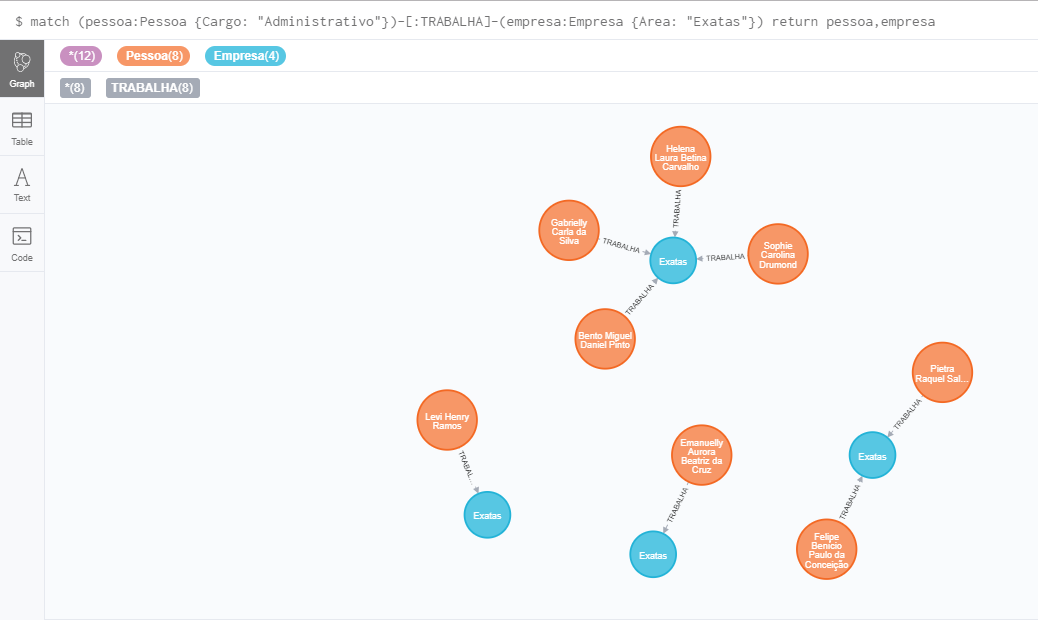 $ match (pessoa:Pessoa {Cargo: "Administrativo"})-[:TRABALHA]-(empresa:Empresa {Area: "Exatas"}) return pessoa,empresa
*(12) Pessoa(8) Empresa(4)
*(8) TRABALHA(8)
Graph
Table
A
Text
Code
Helena
Laura Betina
Carvalho
TRABALHA
Gabrielly
Carla da
Silva
TRABALHA
Exatas
TRABALHA
Sophie
Carolina
Drumond
TRABALHA
Bento Miguel
Daniel Pinto
Pietra
Raquel Sal...
TRABALHA
Levi Henry
Ramos
TRABAL...
Exatas
Emanuelly
Aurora
Beatriz da
Cruz
TRABALHA
Exatas
Exatas
TRABALHA
Felipe
Benício
Paulo da
Conceição